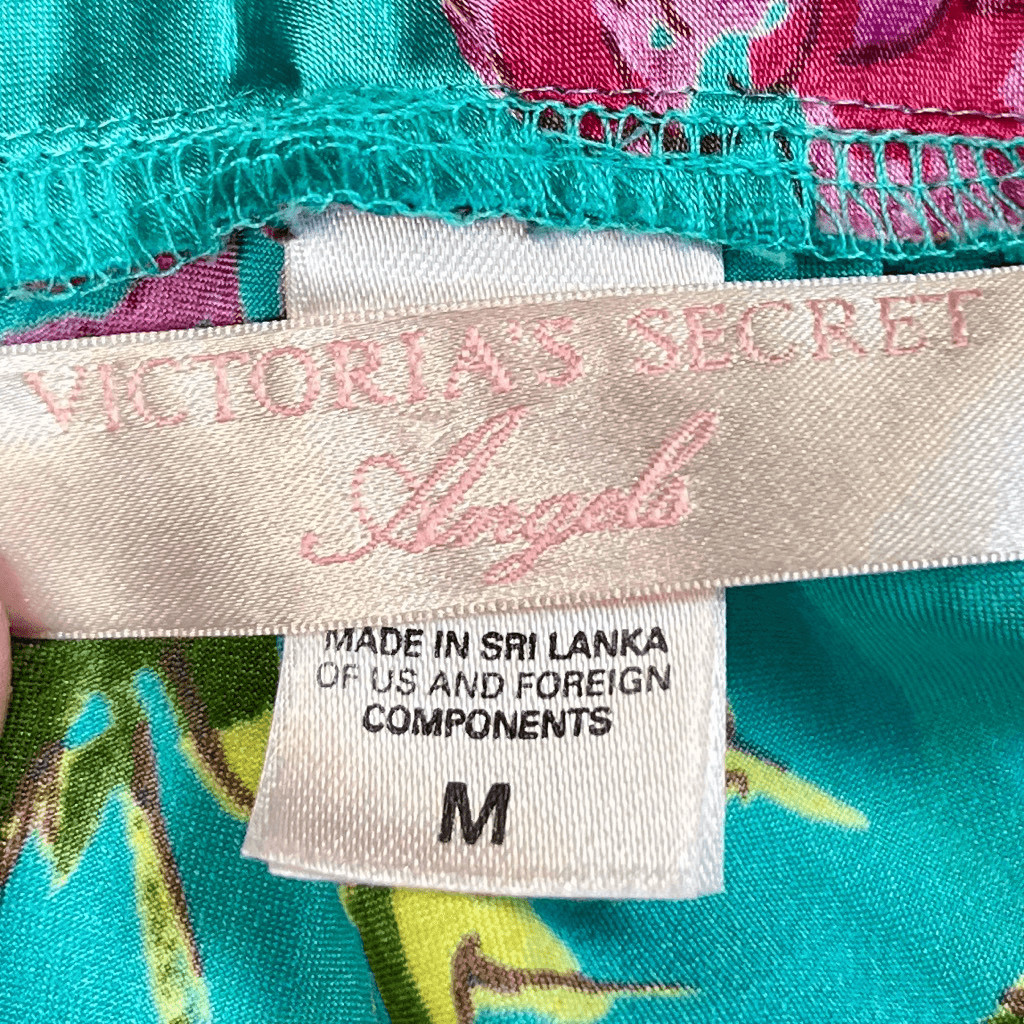 VICTORIA'S SECRET
Angels
MADE IN SRI LANKA
OF US AND FOREIGN
COMPONENTS
M